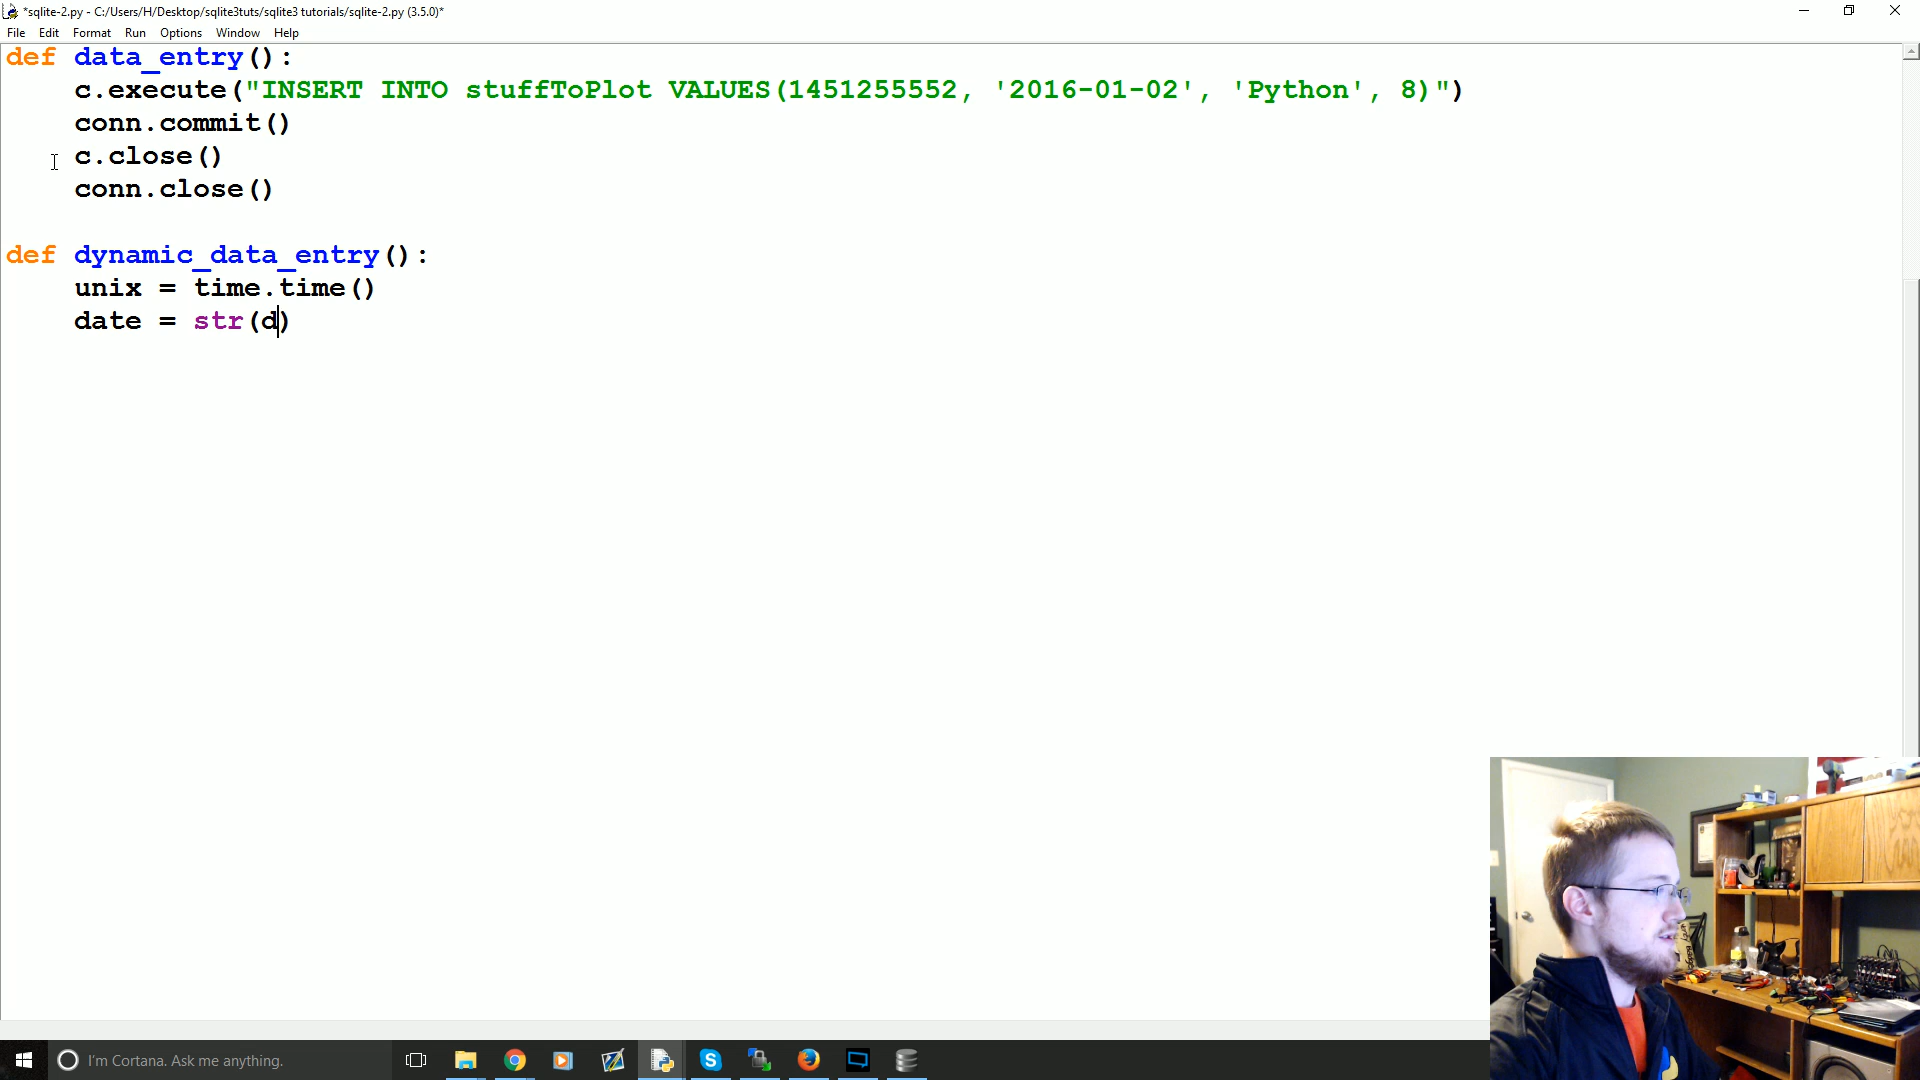 *sqlite-2.py - C:/Users/H/Desktop/sqlite3tuts/sqlite3 tutorials/sqlite-2.py (3.5.0)*
File Edit Format Run Options Window Help
def data_entry():
    c.execute("INSERT INTO stuffToPlot VALUES(1451255552, '2016-01-02', 'Python', 8)")
    conn.commit()
    c.close()
    conn.close()
def dynamic_data_entry():
    unix = time.time()
    date = str(d)
I'm Cortana. Ask me anything.